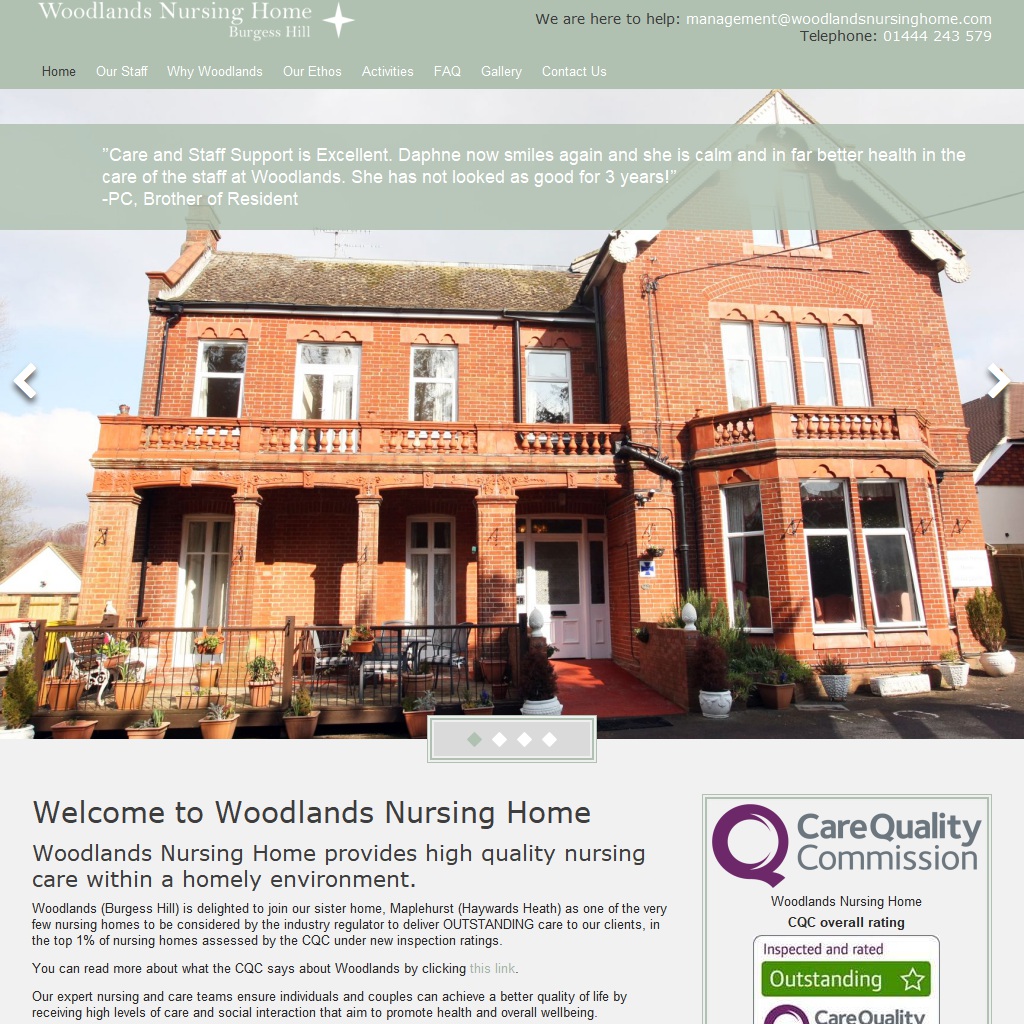 Woodlands Nursing Home
Burgess Hill
We are here to help: management@woodlandsnursinghome.com
Telephone: 01444 243 579
Home Our Staff Why Woodlands Our Ethos Activities FAQ Gallery Contact Us
"Care and Staff Support is Excellent. Daphne now smiles again and she is calm and in far better health in the
care of the staff at Woodlands. She has not looked as good for 3 years!"
-PC, Brother of Resident
Welcome to Woodlands Nursing Home
Woodlands Nursing Home provides high quality nursing
care within a homely environment.
Woodlands (Burgess Hill) is delighted to join our sister home, Maplehurst (Haywards Heath) as one of the very
few nursing homes to be considered by the industry regulator to deliver OUTSTANDING care to our clients, in
the top 1% of nursing homes assessed by the CQC under new inspection ratings.
You can read more about what the CQC says about Woodlands by clicking this link.
Our expert nursing and care teams ensure individuals and couples can achieve a better quality of life by
receiving high levels of care and social interaction that aim to promote health and overall wellbeing.
CareQuality
Commission
Woodlands Nursing Home
CQC overall rating
Inspected and rated
Outstanding
CareQuality